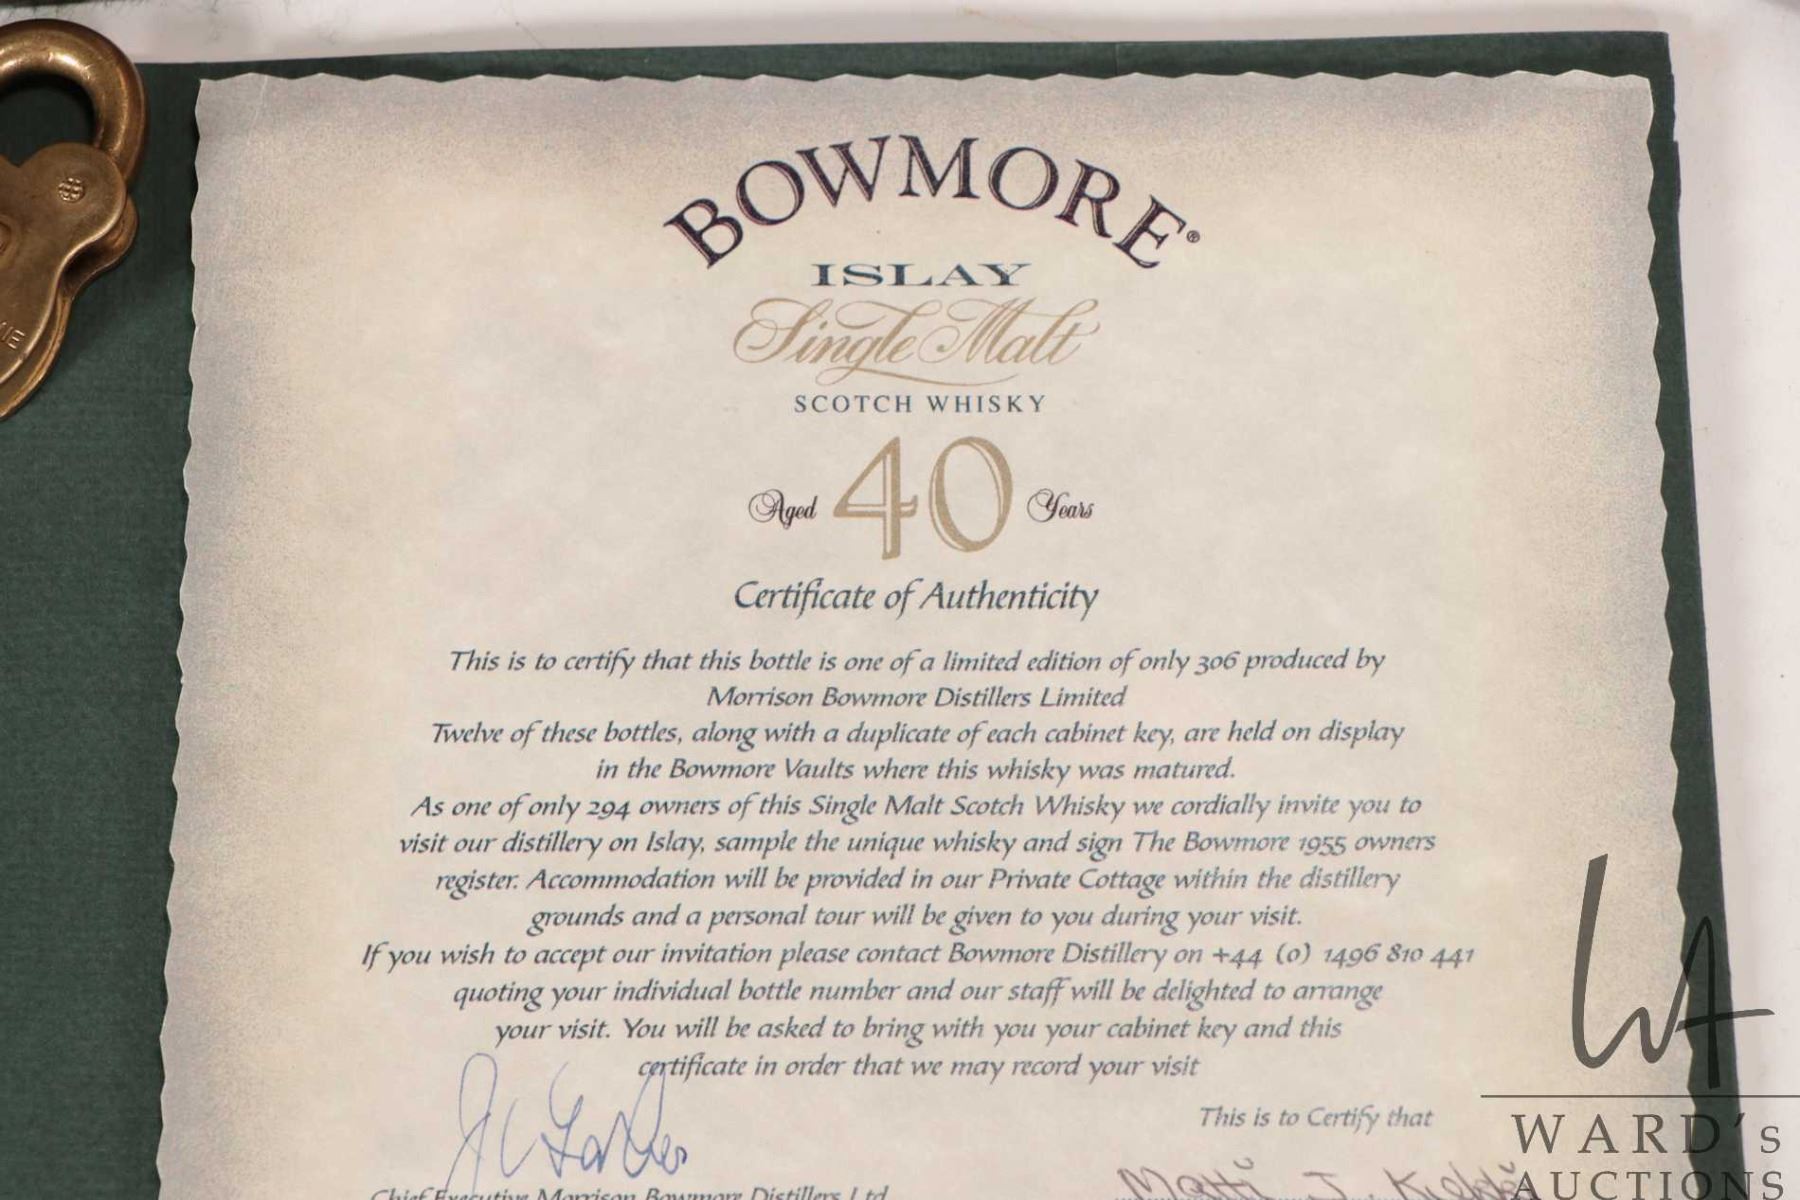 BOWMORE®
ISLAY
Single Malt
SCOTCH WHISKY
Aged 40 Years
Certificate of Authenticity
This is to certify that this bottle is one of a limited edition of only 306 produced by
Morrison Bowmore Distillers Limited
Twelve of these bottles, along with a duplicate of each cabinet key, are held on display
in the Bowmore Vaults where this whisky was matured.
As one of only 294 owners of this Single Malt Scotch Whisky we cordially invite you to
visit our distillery on Islay, sample the unique whisky and sign The Bowmore 1955 owners
register. Accommodation will be provided in our Private Cottage within the distillery
grounds and a personal tour will be given to you during your visit.
If you wish to accept our invitation please contact Bowmore Distillery on +44 (0) 1496 810 441
quoting your individual bottle number and our staff will be delighted to arrange
your visit. You will be asked to bring with you your cabinet key and this
certificate in order that we may record your visit
This is to Certify that
Matti J.
Chief Executive Morrison Bowmore Distillers Ltd
WA
WARD's
AUCTIONS